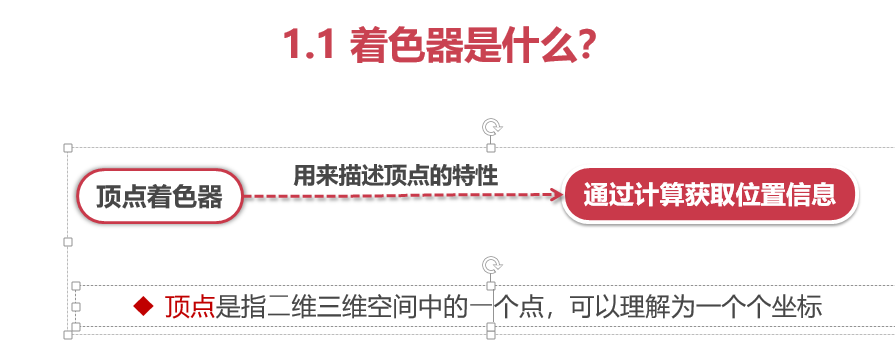 1.1 着色器是什么？
用来描述顶点的特性
顶点着色器
通过计算获取位置信息
顶点是指二维三维空间中的一个点，可以理解为一个个坐标